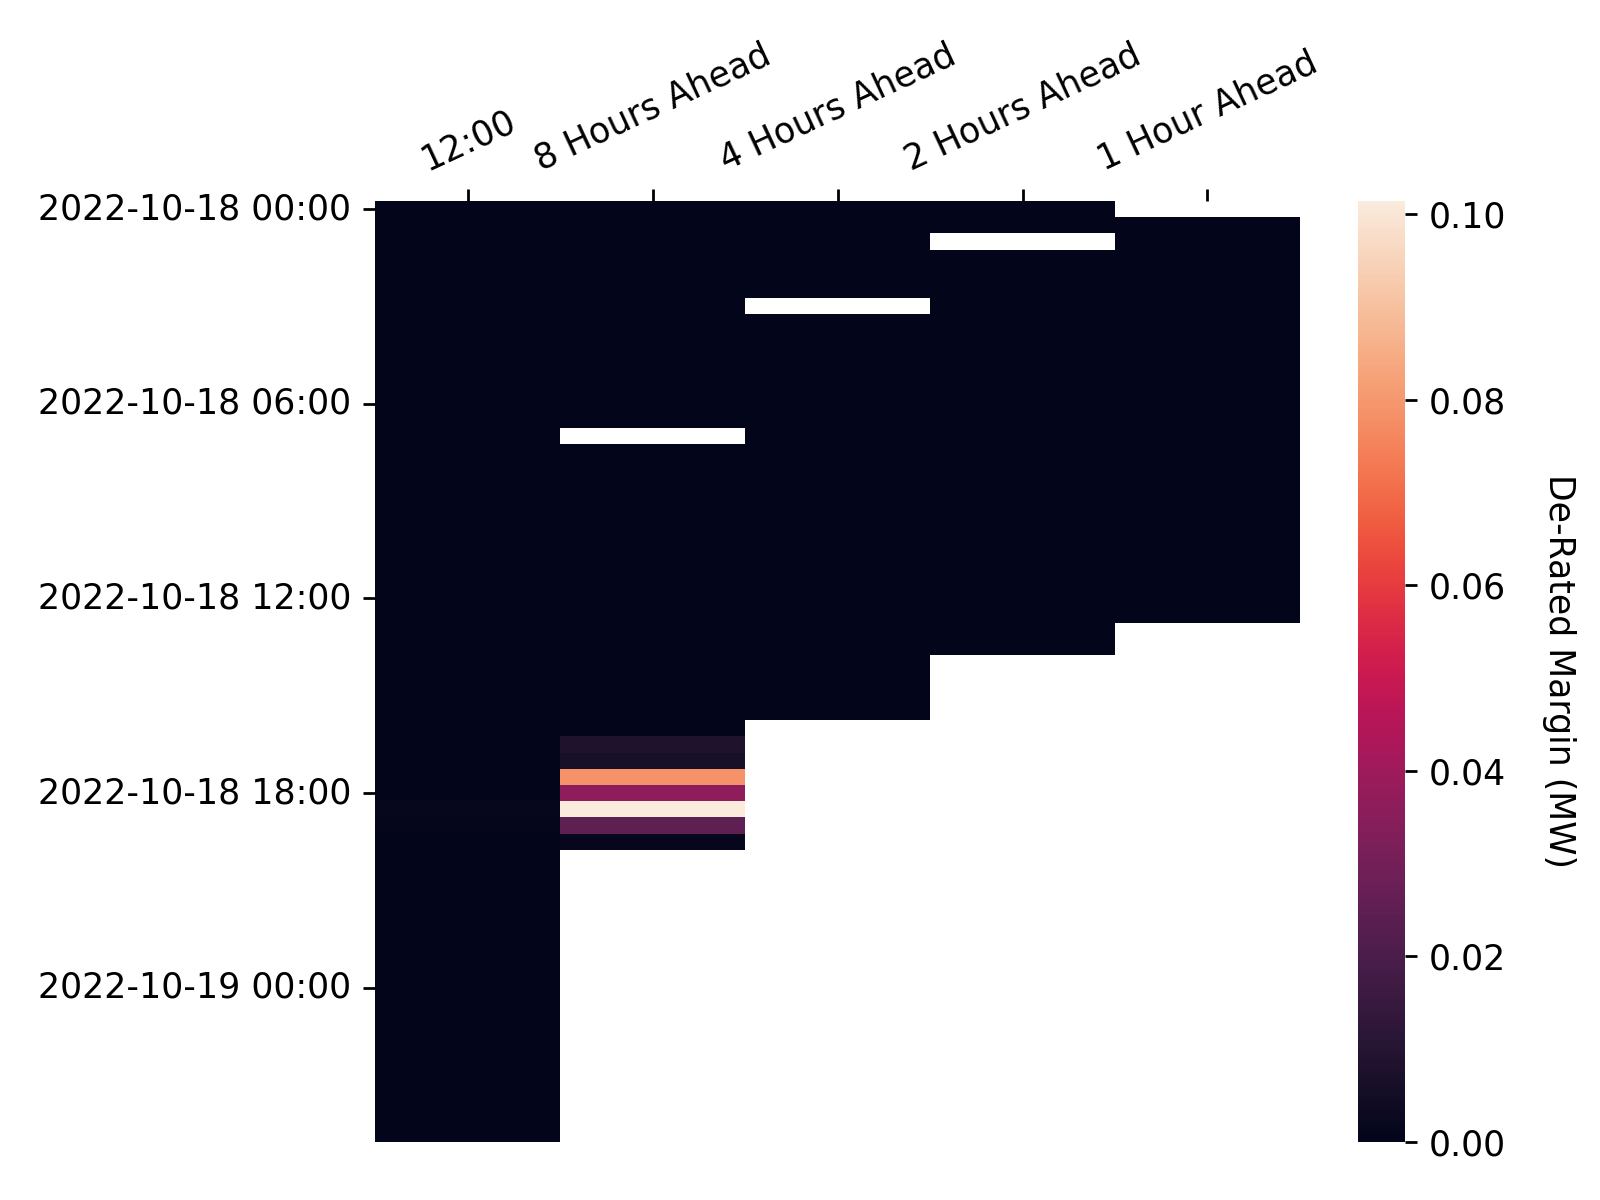 12:00
8 Hours Ahead
4 Hours Ahead
2 Hours Ahead
1 Hour Ahead
2022-10-18 00:00
2022-10-18 06:00
2022-10-18 12:00
2022-10-18 18:00
2022-10-19 00:00
0.10
0.08
0.06
0.04
0.02
0.00
De-Rated Margin (MW)